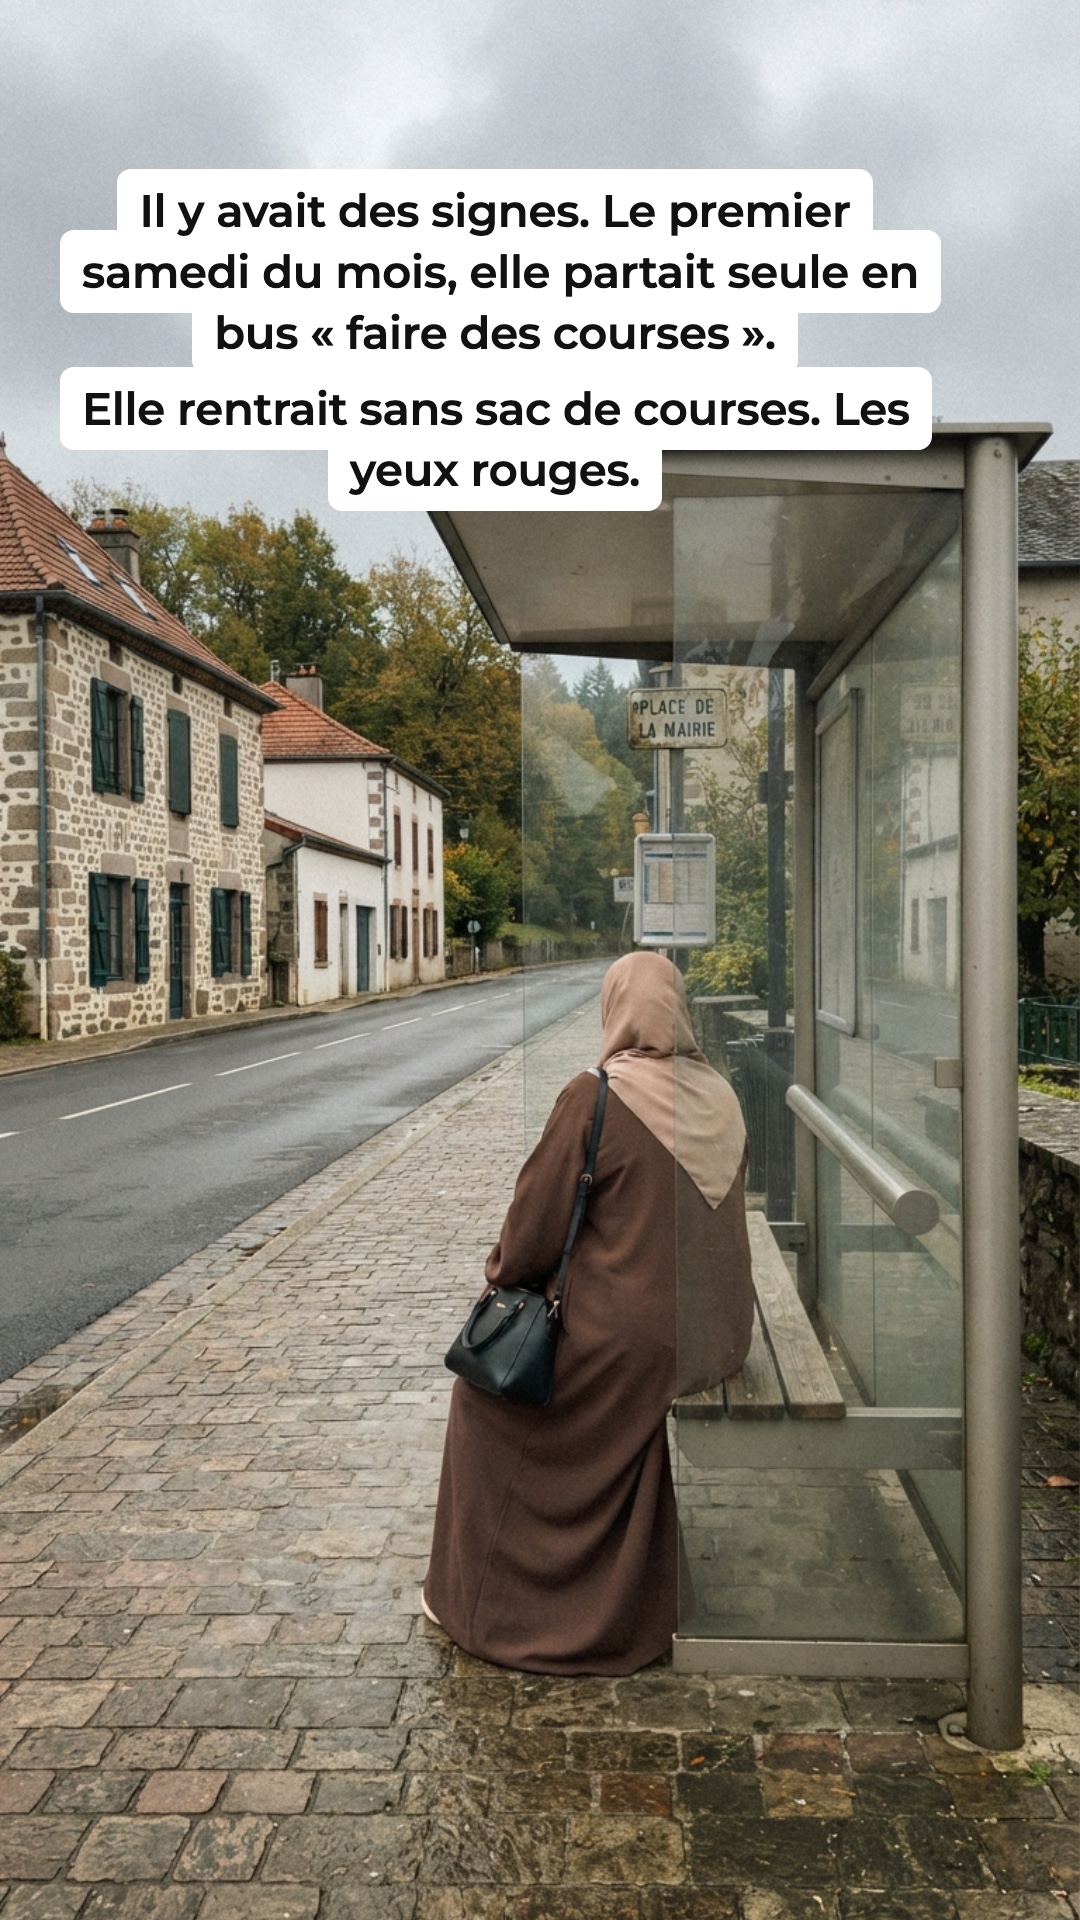 Il y avait des signes. Le premier
samedi du mois, elle partait seule en
bus « faire des courses ».
Elle rentrait sans sac de courses. Les
yeux rouges.
PLACE DE
LA MAIRIE